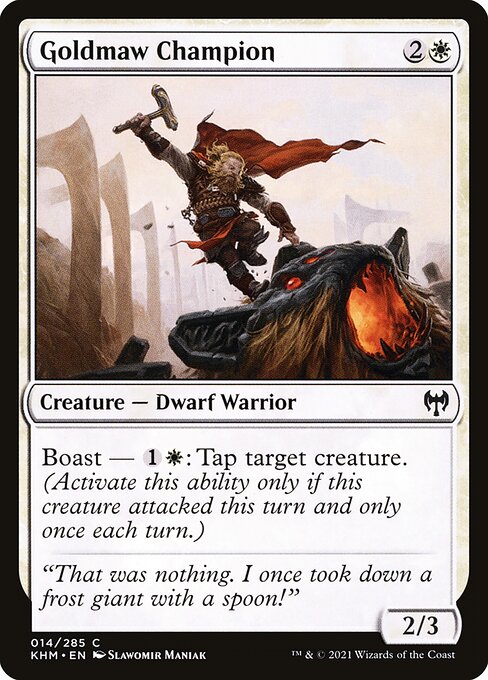 Goldmaw Champion 2
Creature — Dwarf Warrior
Boast — 1 : Tap target creature.
(Activate this ability only if this
creature attacked this turn and only
once each turn.)
“That was nothing. I once took down a
frost giant with a spoon!”
2/3
014/285 C
KHM • EN Slawomir Maniak ™ & © 2021 Wizards of the Coast